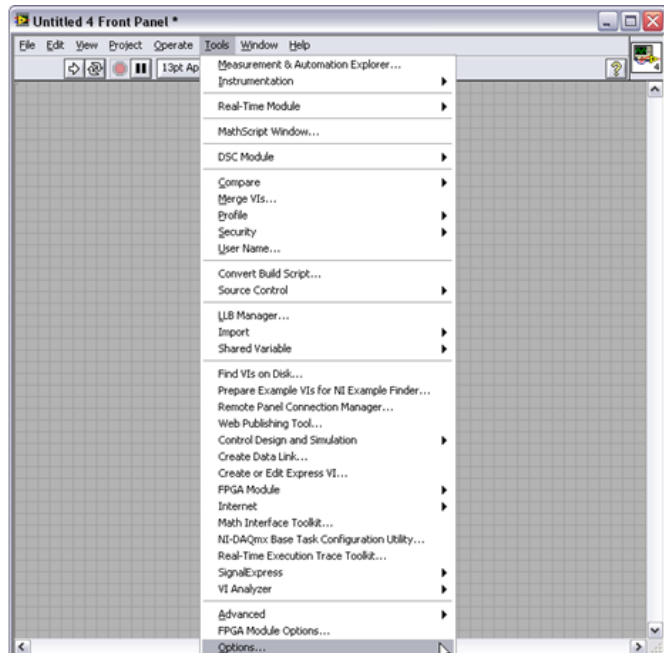 Untitled 4 Front Panel *
File Edit View Project Operate Tools Window Help
13pt Ap
4
Measurement & Automation Explorer...
Instrumentation
Real-Time Module
MathScript Window...
DSC Module
Compare
Merge VIs...
Profile
Security
User Name...
Convert Build Script...
Source Control
LLB Manager...
Import
Shared Variable
Find VIs on Disk...
Prepare Example VIs for NI Example Finder...
Remote Panel Connection Manager...
Web Publishing Tool...
Control Design and Simulation
Create Data Link...
Create or Edit Express VI...
FPGA Module
Internet
Math Interface Toolkit...
NI-DAQmx Base Task Configuration Utility...
Real-Time Execution Trace Toolkit...
SignalExpress
VI Analyzer
Advanced
FPGA Module Options...
Options...